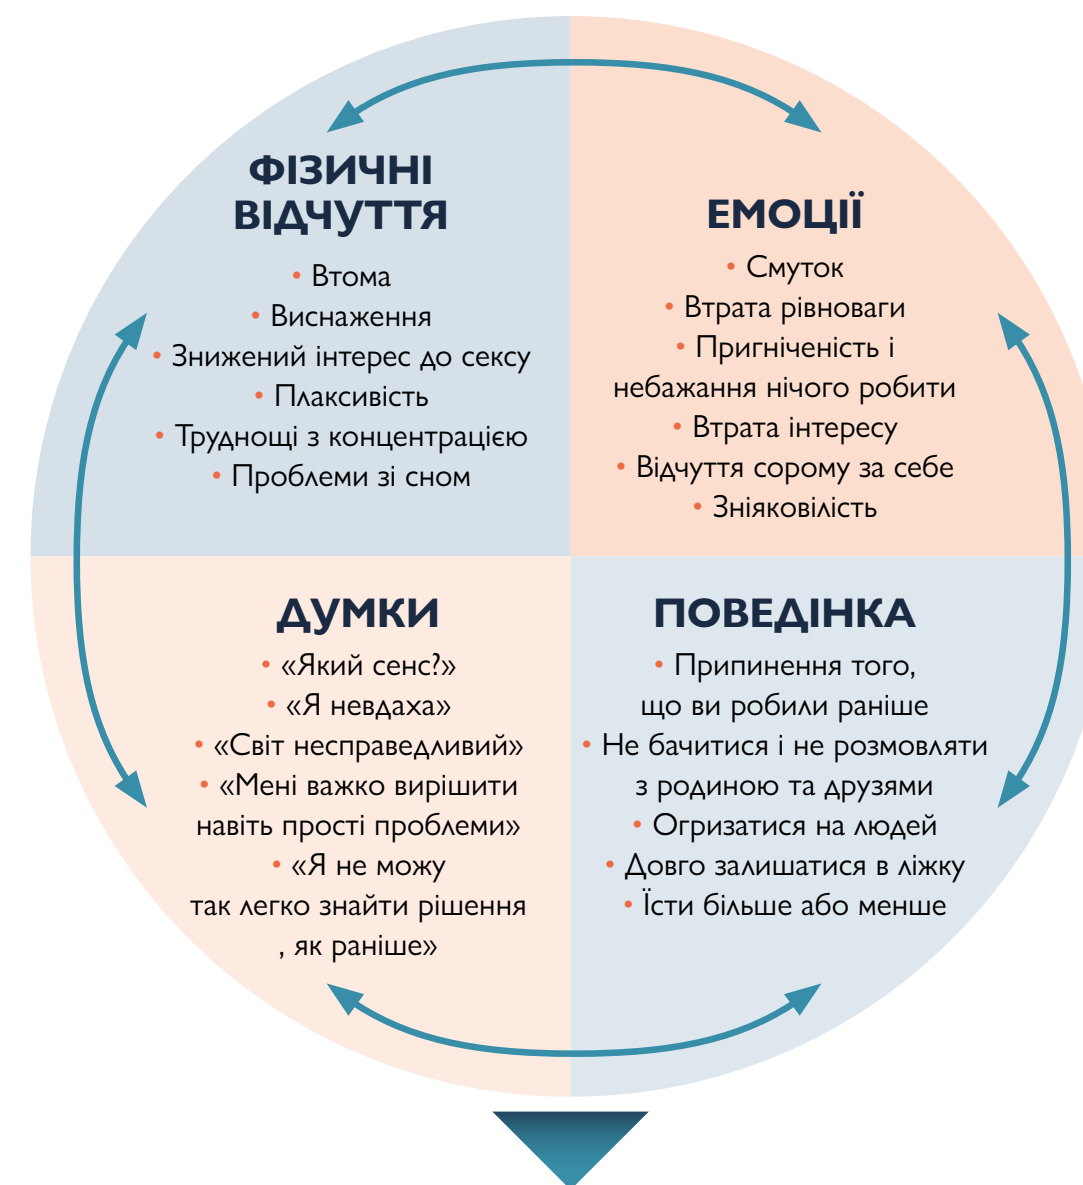 ФІЗИЧНІ
ВІДЧУТТЯ
• Втома
• Виснаження
• Знижений інтерес до сексу
• Плаксивість
• Труднощі з концентрацією
• Проблеми зі сном
ЕМОЦІЇ
• Смуток
• Втрата рівноваги
• Пригніченість і
небажання нічого робити
• Втрата інтересу
• Відчуття сорому за себе
• Зніяковілість
ДУМКИ
• «Який сенс?»
• «Я невдаха»
• «Світ несправедливий»
• «Мені важко вирішити
навіть прості проблеми»
• «Я не можу
так легко знайти рішення
, як раніше»
ПОВЕДІНКА
• Припинення того,
що ви робили раніше
• Не бачитися і не розмовляти
з родиною та друзями
• Огризатися на людей
• Довго залишатися в ліжку
• Їсти більше або менше